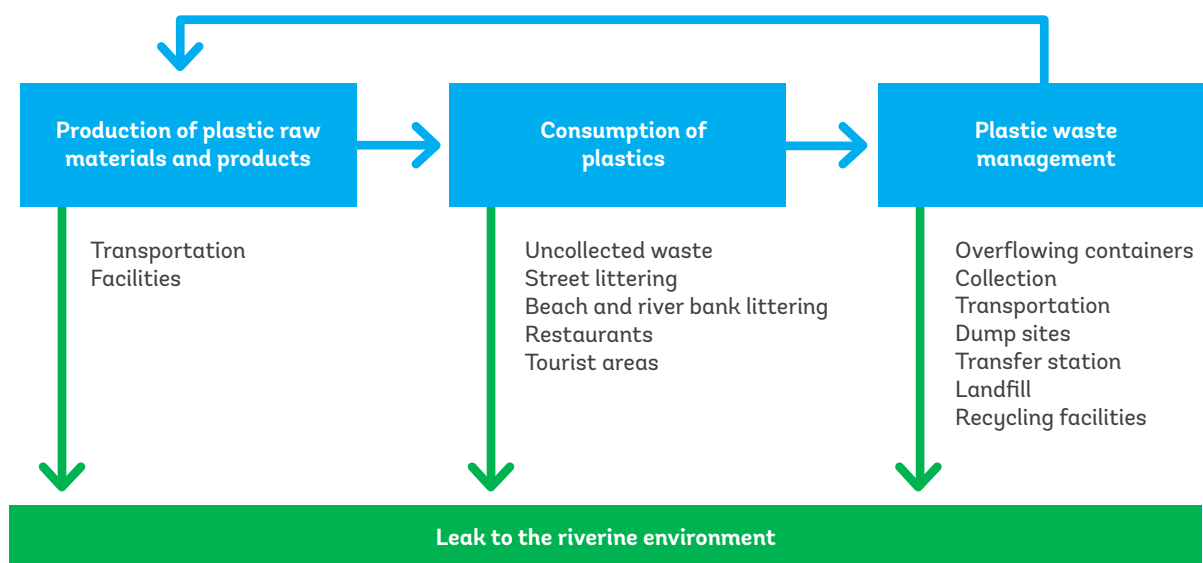 Production of plastic raw
materials and products
Consumption of
plastics
Plastic waste
management
Transportation
Facilities
Uncollected waste
Street littering
Beach and river bank littering
Restaurants
Tourist areas
Overflowing containers
Collection
Transportation
Dump sites
Transfer station
Landfill
Recycling facilities
Leak to the riverine environment